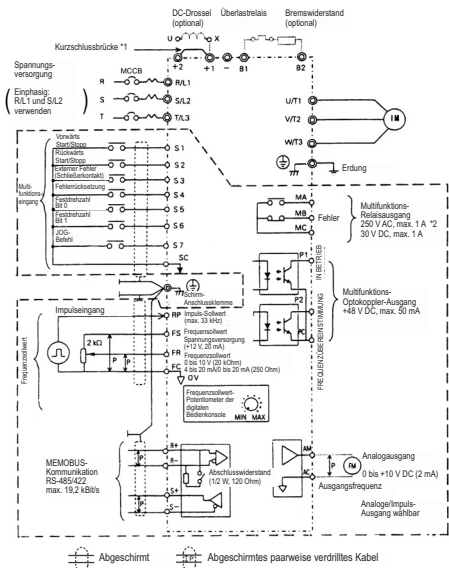 DC-Drossel
(optional)
Überlastrelais
Bremswiderstand
(optional)
U
X
Kurzschlussbrücke *1
+2
+1
–
B1
B2
Spannungs-
versorgung
MCCB
R
R/L1
U/T1
(Einphasig:
R/L1 und S/L2
verwenden)
S
S/L2
V/T2
IM
T
T/L3
W/T3
Erdung
Multi-
funktions-
eingang
Vorwärts
Start/Stopp
S1
Rückwärts
Start/Stopp
S2
Externer Fehler
(Schließerkontakt)
S3
Fehlerrücksetzung
S4
Festdrehzahl
Bit 0
S5
Festdrehzahl
Bit 1
S6
JOG-
Befehl
S7
SC
MA
MB
MC
Fehler
Multifunktions-
Relaisausgang
250 V AC, max. 1 A *2
30 V DC, max. 1 A
P1
IN BETRIEB
P2
PC
FREQUENZÜBEREINSTIMMUNG
Multifunktions-
Optokoppler-Ausgang
+48 V DC, max. 50 mA
Schirm-
Anschlussklemme
Frequenzsollwert
Impulseingang
RP
Impuls-Sollwert
(max. 33 kHz)
2 kΩ
FS
Frequenzsollwert
Spannungsversorgung
(+12 V, 20 mA)
P
P
FR
Frequenzsollwert
0 bis 10 V (20 kOhm)
FC
4 bis 20 mA/0 bis 20 mA (250 Ohm)
0 V
Frequenzsollwert-
Potentiometer der
digitalen
Bedienkonsole
MIN MAX
MEMOBUS-
Kommunikation
RS-485/422
max. 19,2 kBit/s
P
R+
R–
P
S+
S–
Abschlusswiderstand
(1/2 W, 120 Ohm)
AM
AC
P
FM
Analogausgang
0 bis +10 V DC (2 mA)
Ausgangsfrequenz
Analoge/Impuls-
Ausgang wählbar
Abgeschirmt
P
Abgeschirmtes paarweise verdrilltes Kabel